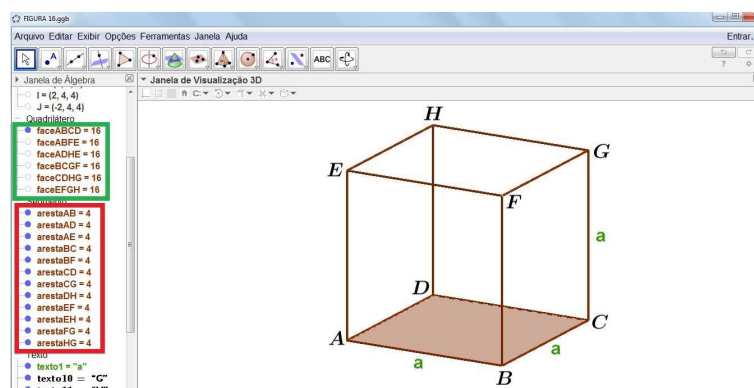 FIGURA 16.ggb
Arquivo Editar Exibir Opções Ferramentas Janela Ajuda
Entrar.
ABC
Janela de Álgebra
Janela de Visualização 3D
I = (2, 4, 4)
J = (-2, 4, 4)
Quadrilátero
faceABCD = 16
faceABFE = 16
faceADHE = 16
faceBCGF = 16
faceCDHG = 16
faceEFGH = 16
Segmento
arestaAB = 4
arestaAD = 4
arestaAE = 4
arestaBC = 4
arestaBF = 4
arestaCD = 4
arestaCG = 4
arestaDH = 4
arestaEF = 4
arestaEH = 4
arestaFG = 4
arestaHG = 4
Texto
texto1 = "a"
texto10 = "G"
H
G
E
F
a
D
C
A
a
a
B